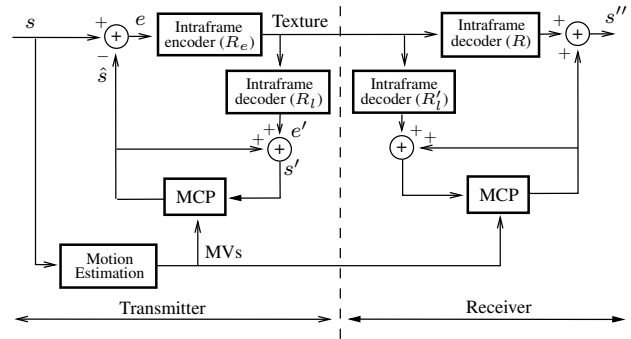 s
+
e
Intraframe
encoder (R_e)
Texture
Intraframe
decoder (R)
+
+
s''
−
ŝ
Intraframe
decoder (R_l)
Intraframe
decoder (R'_l)
+
+
+
e'
s'
+
+
+
+
+
MCP
MCP
MVs
Motion
Estimation
Transmitter
Receiver